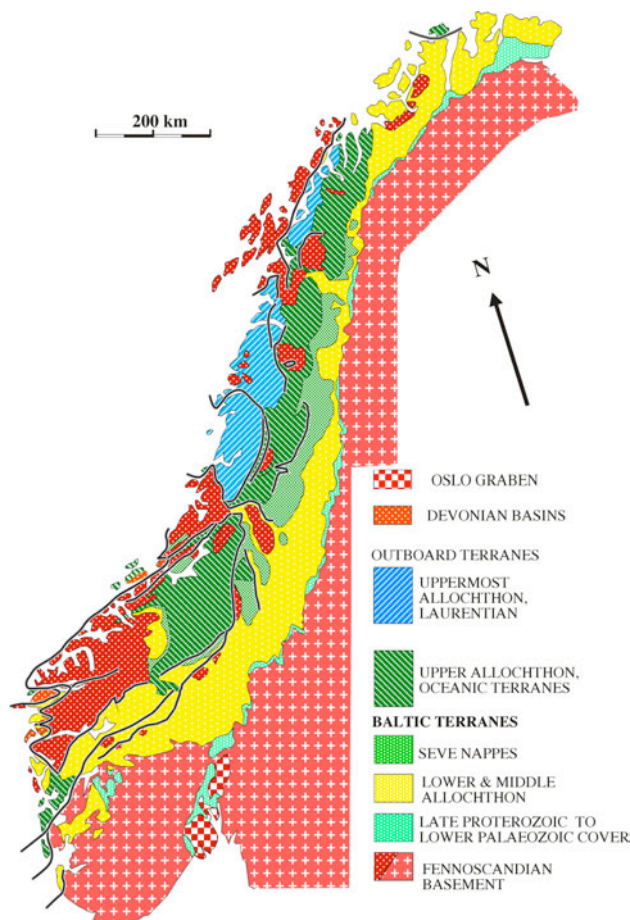 200 km
N
OSLO GRABEN
DEVONIAN BASINS
OUTBOARD TERRANES
UPPERMOST
ALLOCHTHON,
LAURENTIAN
UPPER ALLOCHTHON,
OCEANIC TERRANES
BALTIC TERRANES
SEVE NAPPES
LOWER & MIDDLE
ALLOCHTHON
LATE PROTEROZOIC TO
LOWER PALAEOZOIC COVER
FENNOSCANDIAN
BASEMENT